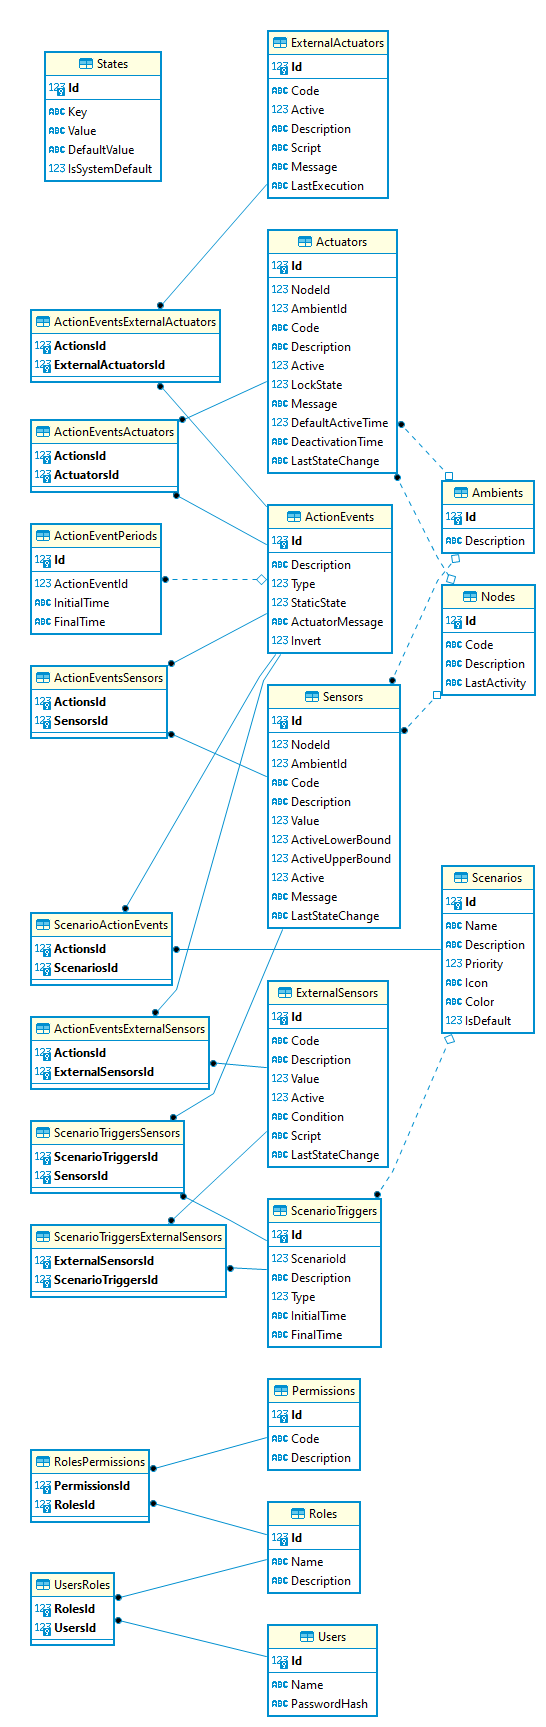 States
123 Id
ABC Key
ABC Value
ABC DefaultValue
123 IsSystemDefault
ExternalActuators
123 Id
ABC Code
123 Active
ABC Description
ABC Script
ABC Message
ABC LastExecution
Actuators
123 Id
123 NodeId
123 AmbientId
ABC Code
ABC Description
123 Active
123 LockState
ABC Message
123 DefaultActiveTime
ABC DeactivationTime
ABC LastStateChange
ActionEventsExternalActuators
123 ActionsId
123 ExternalActuatorsId
ActionEventsActuators
123 ActionsId
123 ActuatorsId
Ambients
123 Id
ABC Description
ActionEvents
123 Id
ABC Description
123 Type
123 StaticState
ABC ActuatorMessage
123 Invert
ActionEventPeriods
123 Id
123 ActionEventId
ABC InitialTime
ABC FinalTime
Nodes
123 Id
ABC Code
ABC Description
ABC LastActivity
ActionEventsSensors
123 ActionsId
123 SensorsId
Sensors
123 Id
123 NodeId
123 AmbientId
ABC Code
ABC Description
123 Value
123 ActiveLowerBound
123 ActiveUpperBound
123 Active
ABC Message
ABC LastStateChange
Scenarios
123 Id
ABC Name
ABC Description
123 Priority
ABC Icon
ABC Color
123 IsDefault
ScenarioActionEvents
123 ActionsId
123 ScenariosId
ExternalSensors
123 Id
ABC Code
ABC Description
123 Value
123 Active
ABC Condition
ABC Script
ABC LastStateChange
ActionEventsExternalSensors
123 ActionsId
123 ExternalSensorsId
ScenarioTriggersSensors
123 ScenarioTriggersId
123 SensorsId
ScenarioTriggers
123 Id
123 ScenarioId
ABC Description
123 Type
ABC InitialTime
ABC FinalTime
ScenarioTriggersExternalSensors
123 ExternalSensorsId
123 ScenarioTriggersId
Permissions
123 Id
ABC Code
ABC Description
RolesPermissions
123 PermissionsId
123 RolesId
Roles
123 Id
ABC Name
ABC Description
UsersRoles
123 RolesId
123 UsersId
Users
123 Id
ABC Name
ABC PasswordHash